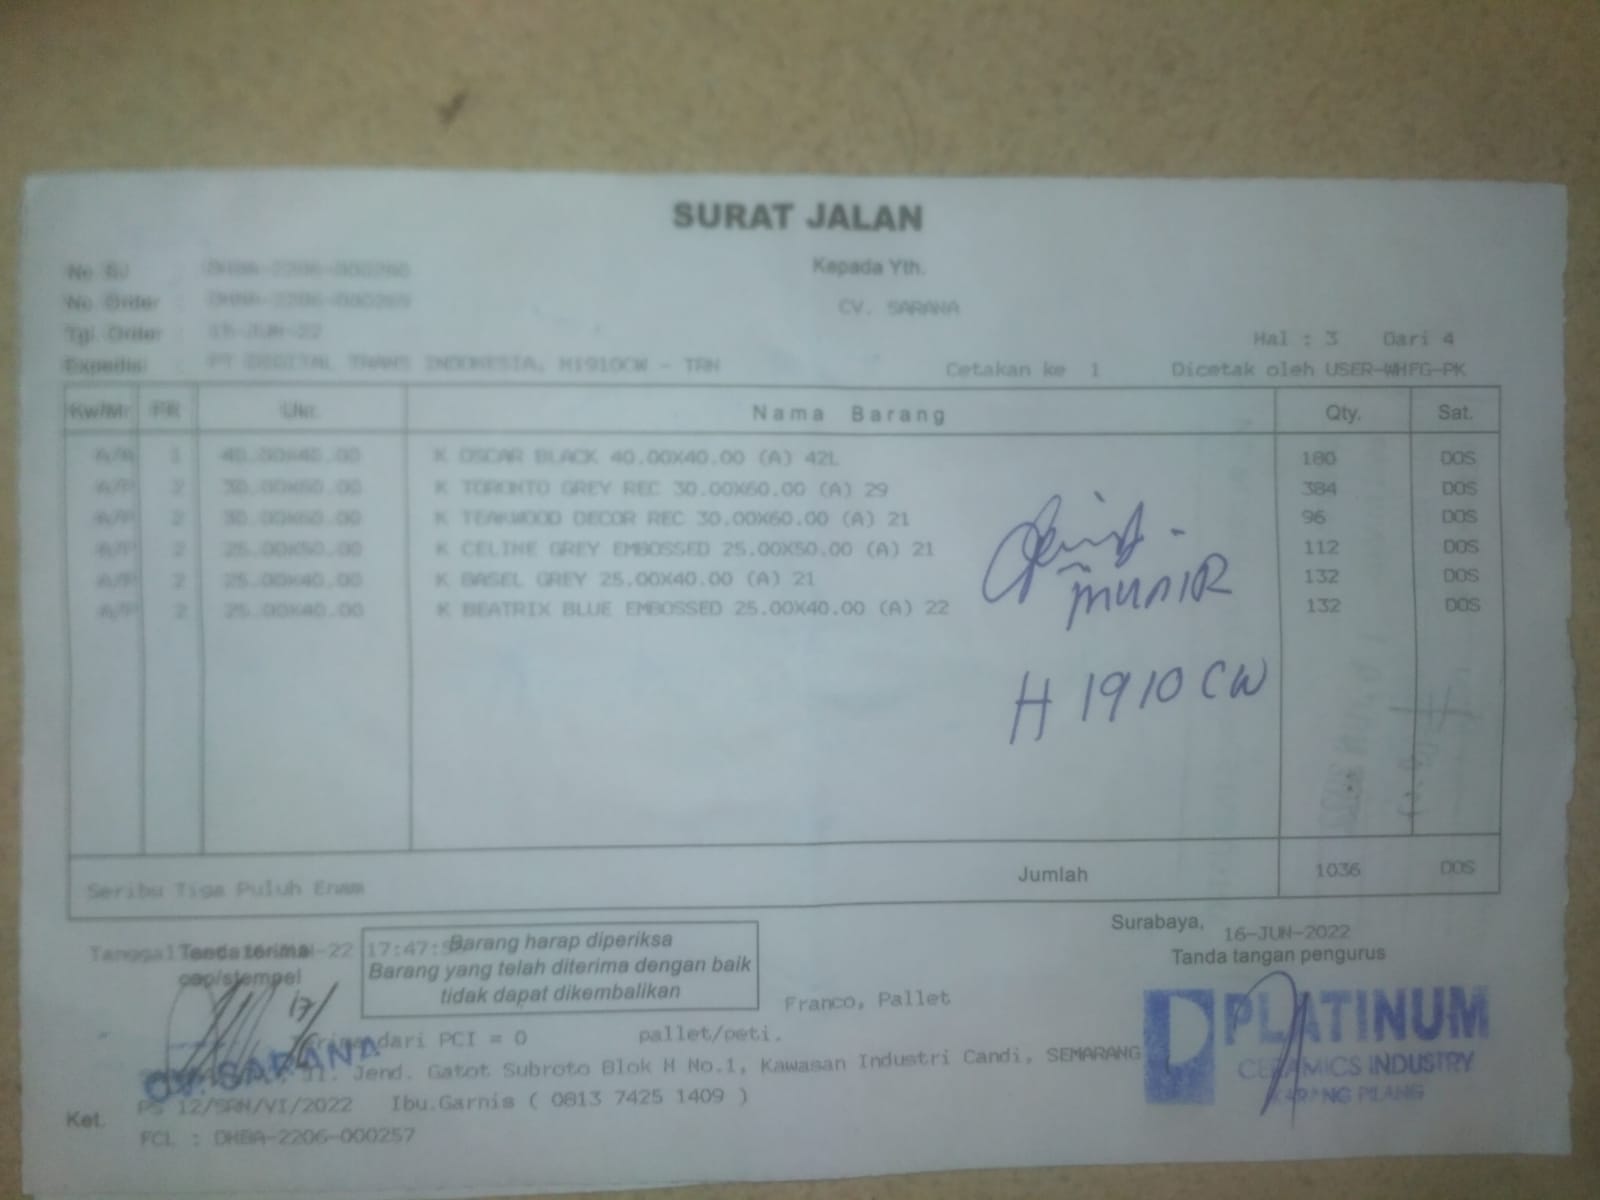 SURAT JALAN
No SJ : DHBA-2206-000260
Kepada Yth.
No. Order : DHBA-2206-000269
CV. SARANA
Tgl. Order : 15-JUN-22
Hal : 3 Dari 4
Expedisi PT DIGITAL TRANS INDONESIA, H1910CW - TRN
Cetakan ke 1 Dicetak oleh USER-WHFG-PK
Kw/Mr PR Ukr. Nama Barang Qty. Sat.
A/A 1 40.00X40.00 K OSCAR BLACK 40.00X40.00 (A) 42L 180 DOS
A/P 2 30.00X60.00 K TORONTO GREY REC 30.00X60.00 (A) 29 384 DOS
A/P 2 30.00X60.00 K TEAKWOOD DECOR REC 30.00X60.00 (A) 21 96 DOS
A/P 2 25.00X50.00 K CELINE GREY EMBOSSED 25.00X50.00 (A) 21 112 DOS
A/P 2 25.00X40.00 K BASEL GREY 25.00X40.00 (A) 21 132 DOS
A/P 2 25.00X40.00 K BEATRIX BLUE EMBOSSED 25.00X40.00 (A) 22 132 DOS
MUNIR
H 1910 CW
Jumlah 1036 DOS
Seribu Tiga Puluh Enam
Surabaya, 16-JUN-2022
Tanda tangan pengurus
Tanggal
Tanda terima
-22 17:47:
cap/stempel
Barang harap diperiksa
Barang yang telah diterima dengan baik
tidak dapat dikembalikan
Franco, Pallet
dari PCI = 0 pallet/peti.
Jl. Jend. Gatot Subroto Blok H No.1, Kawasan Industri Candi, SEMARANG
CV. SARANA
PLATINUM
CERAMICS INDUSTRY
KARANG PILANG
Ket. PS 12/SRN/VI/2022 Ibu.Garnis ( 0813 7425 1409 )
FCL : DHBA-2206-000257